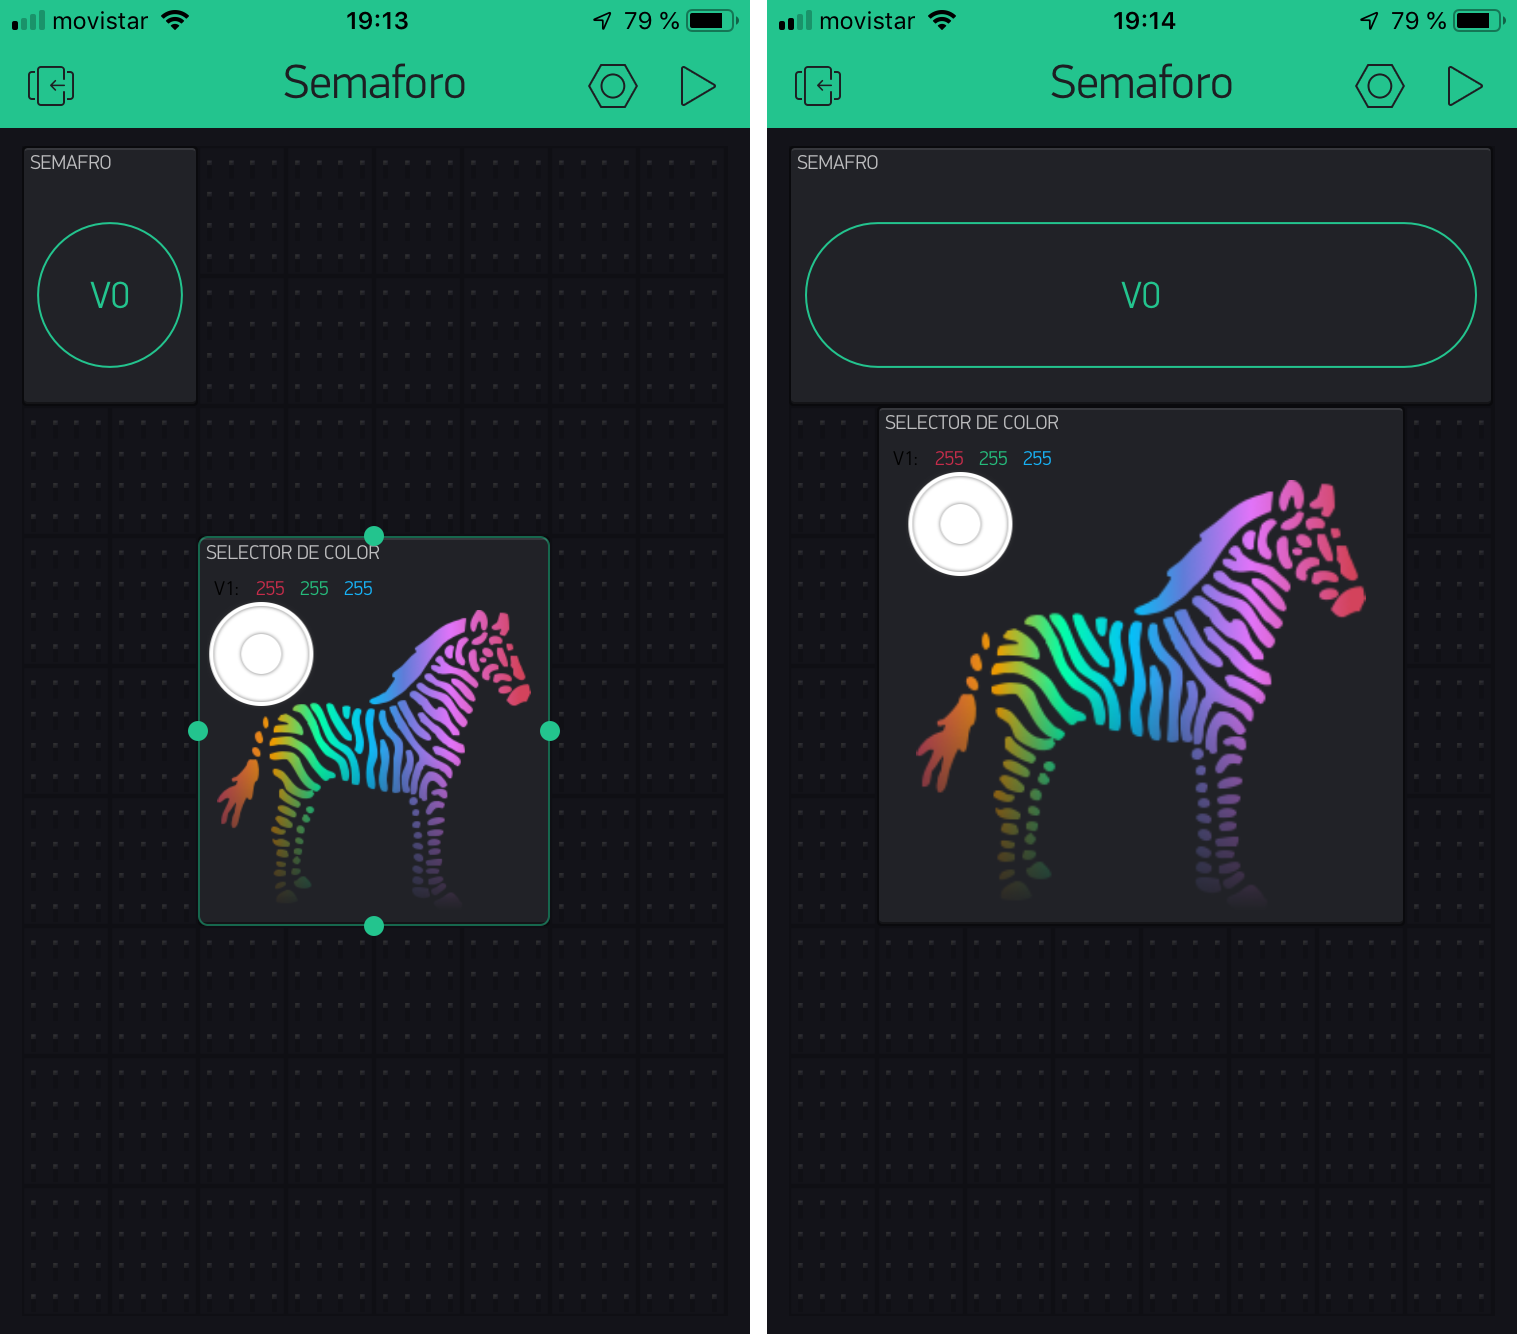 movistar 19:13 79 %
Semaforo
SEMAFRO
V0
SELECTOR DE COLOR
V1: 255 255 255
movistar 19:14 79 %
Semaforo
SEMAFRO
V0
SELECTOR DE COLOR
V1: 255 255 255